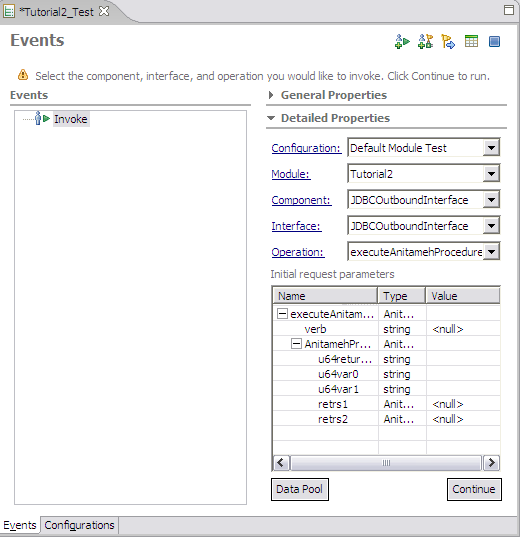 *Tutorial2_Test
Events
Select the component, interface, and operation you would like to invoke. Click Continue to run.
Events
Invoke
General Properties
Detailed Properties
Configuration: Default Module Test
Module: Tutorial2
Component: JDBCOutboundInterface
Interface: JDBCOutboundInterface
Operation: executeAnitamehProcedure
Initial request parameters
Name Type Value
executeAnitam... Anit...
verb string <null>
AnitamehPr... Anit...
u64retur... string
u64var0 string
u64var1 string
retrs1 Anit... <null>
retrs2 Anit... <null>
Data Pool Continue
Events Configurations